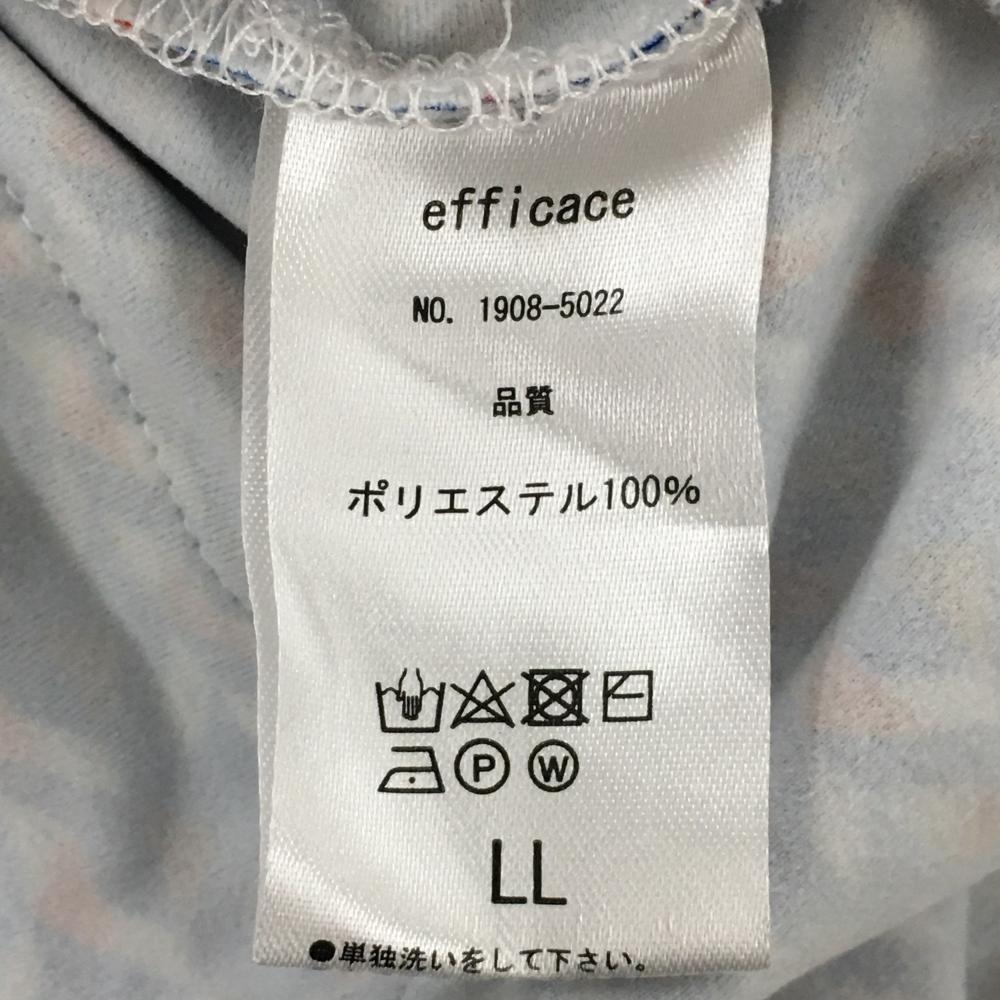 efficace
NO. 1908-5022
品質
ポリエステル100%
P W
LL
●単独洗いをして下さい。